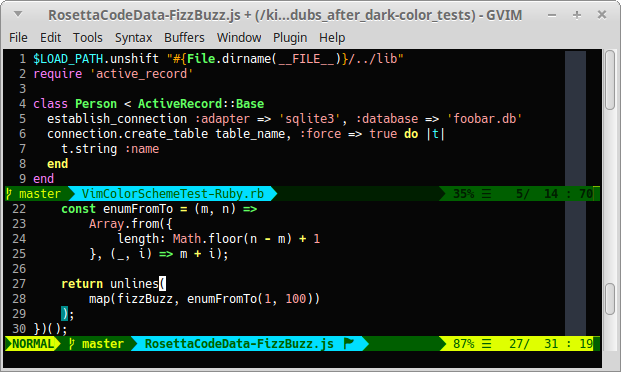 RosettaCodeData-FizzBuzz.js + (/ki...dubs_after_dark-color_tests) - GVIM
File Edit Tools Syntax Buffers Window Plugin Help
1 $LOAD_PATH.unshift "#{File.dirname(__FILE__)}/../lib"
2 require 'active_record'
3
4 class Person < ActiveRecord::Base
5   establish_connection :adapter => 'sqlite3', :database => 'foobar.db'
6   connection.create_table table_name, :force => true do |t|
7     t.string :name
8   end
9 end
master VimColorSchemeTest-Ruby.rb 35% ☰ 5/ 14 : 70
22     const enumFromTo = (m, n) =>
23         Array.from({
24             length: Math.floor(n - m) + 1
25         }, (_, i) => m + i);
26
27     return unlines(
28         map(fizzBuzz, enumFromTo(1, 100))
29     );
30 })();
NORMAL master RosettaCodeData-FizzBuzz.js 87% ☰ 27/ 31 : 19